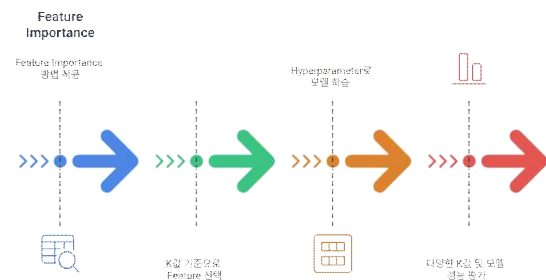 Feature
Importance
Feature Importance
방법 적용
Hyperparameter로
모델 학습
K값 기준으로
Feature 선택
다양한 K값 및 모델
성능 평가